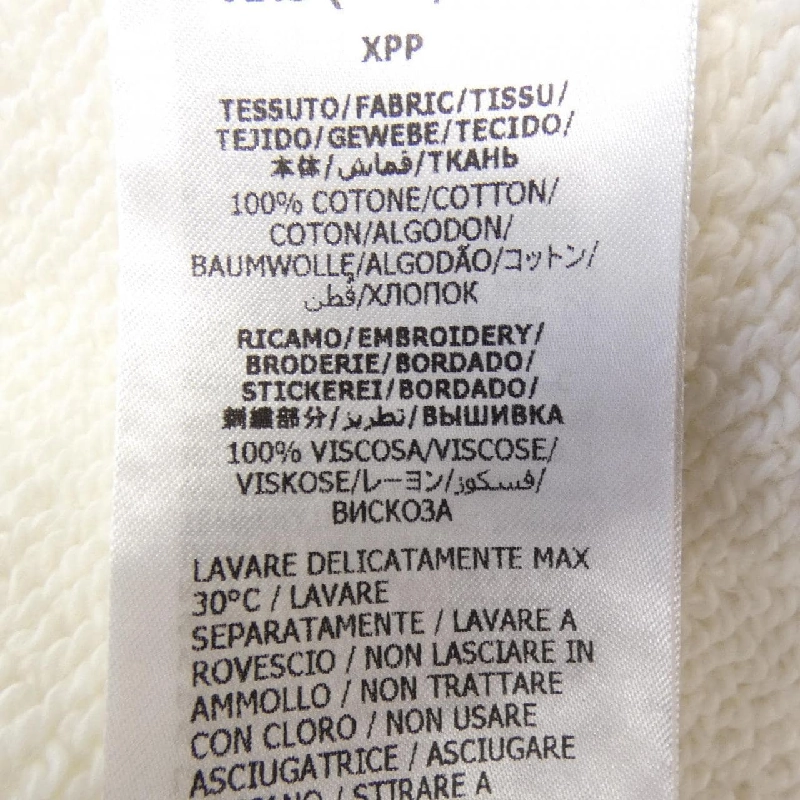 XPP
TESSUTO/FABRIC/TISSU/
TEJIDO/GEWEBE/TECIDO/
本体/قماش/ТКАНЬ
100% COTONE/COTTON/
COTON/ALGODON/
BAUMWOLLE/ALGODÃO/コットン/
قُطن/ХЛОПОК
RICAMO/EMBROIDERY/
BRODERIE/BORDADO/
STICKEREI/BORDADO/
刺繍部分/تطريز/ВЫШИВКА
100% VISCOSA/VISCOSE/
VISKOSE/レーヨン/فسكوز/
ВИСКОЗА
LAVARE DELICATAMENTE MAX
30°C / LAVARE
SEPARATAMENTE / LAVARE A
ROVESCIO / NON LASCIARE IN
AMMOLLO / NON TRATTARE
CON CLORO / NON USARE
ASCIUGATRICE / ASCIUGARE
/ STIRARE A